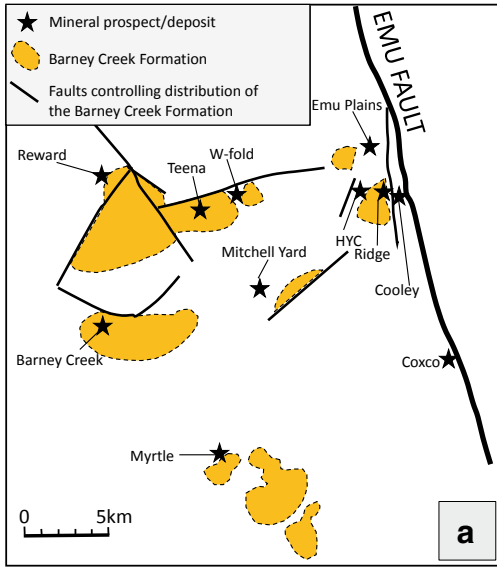 Mineral prospect/deposit
Barney Creek Formation
Faults controlling distribution of
the Barney Creek Formation
EMU FAULT
Emu Plains
Reward
W-fold
Teena
HYC
Ridge
Mitchell Yard
Cooley
Barney Creek
Coxco
Myrtle
0 5km
a